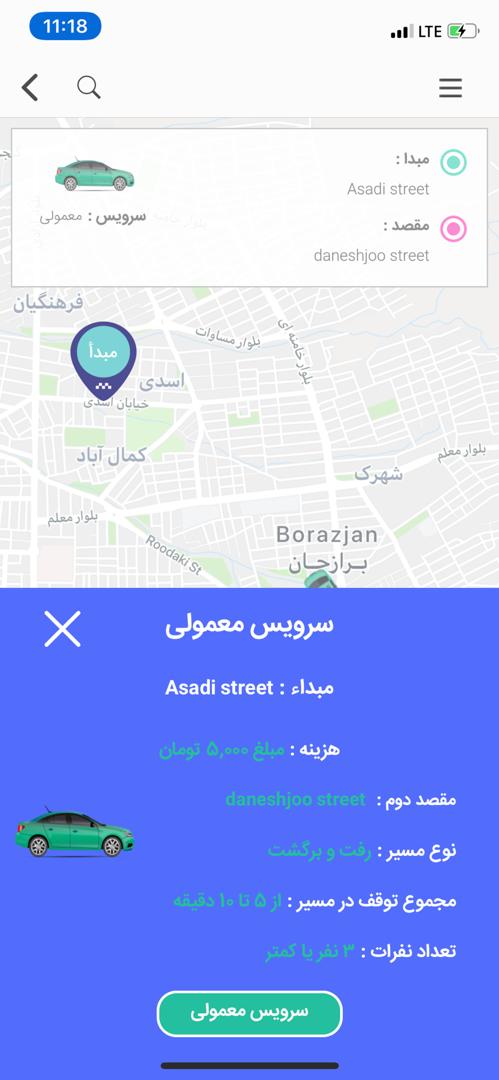 11:18
LTE
مبدا :
Asadi street
مقصد :
daneshjoo street
سرویس : معمولی
فرهنگیان
مبدأ
اسدی
خیابان اسدی
بلوار مساوات
بلوار خامنه ای
کمال آباد
شهرک
بلوار معلم
بلوار معلم
Roodaki St
Borazjan
برازجان
سرویس معمولی
مبداء : Asadi street
هزینه : مبلغ ۵,۰۰۰ تومان
مقصد دوم : daneshjoo street
نوع مسیر : رفت و برگشت
مجموع توقف در مسیر : از ۵ تا ۱۰ دقیقه
تعداد نفرات : ۳ نفر یا کمتر
سرویس معمولی